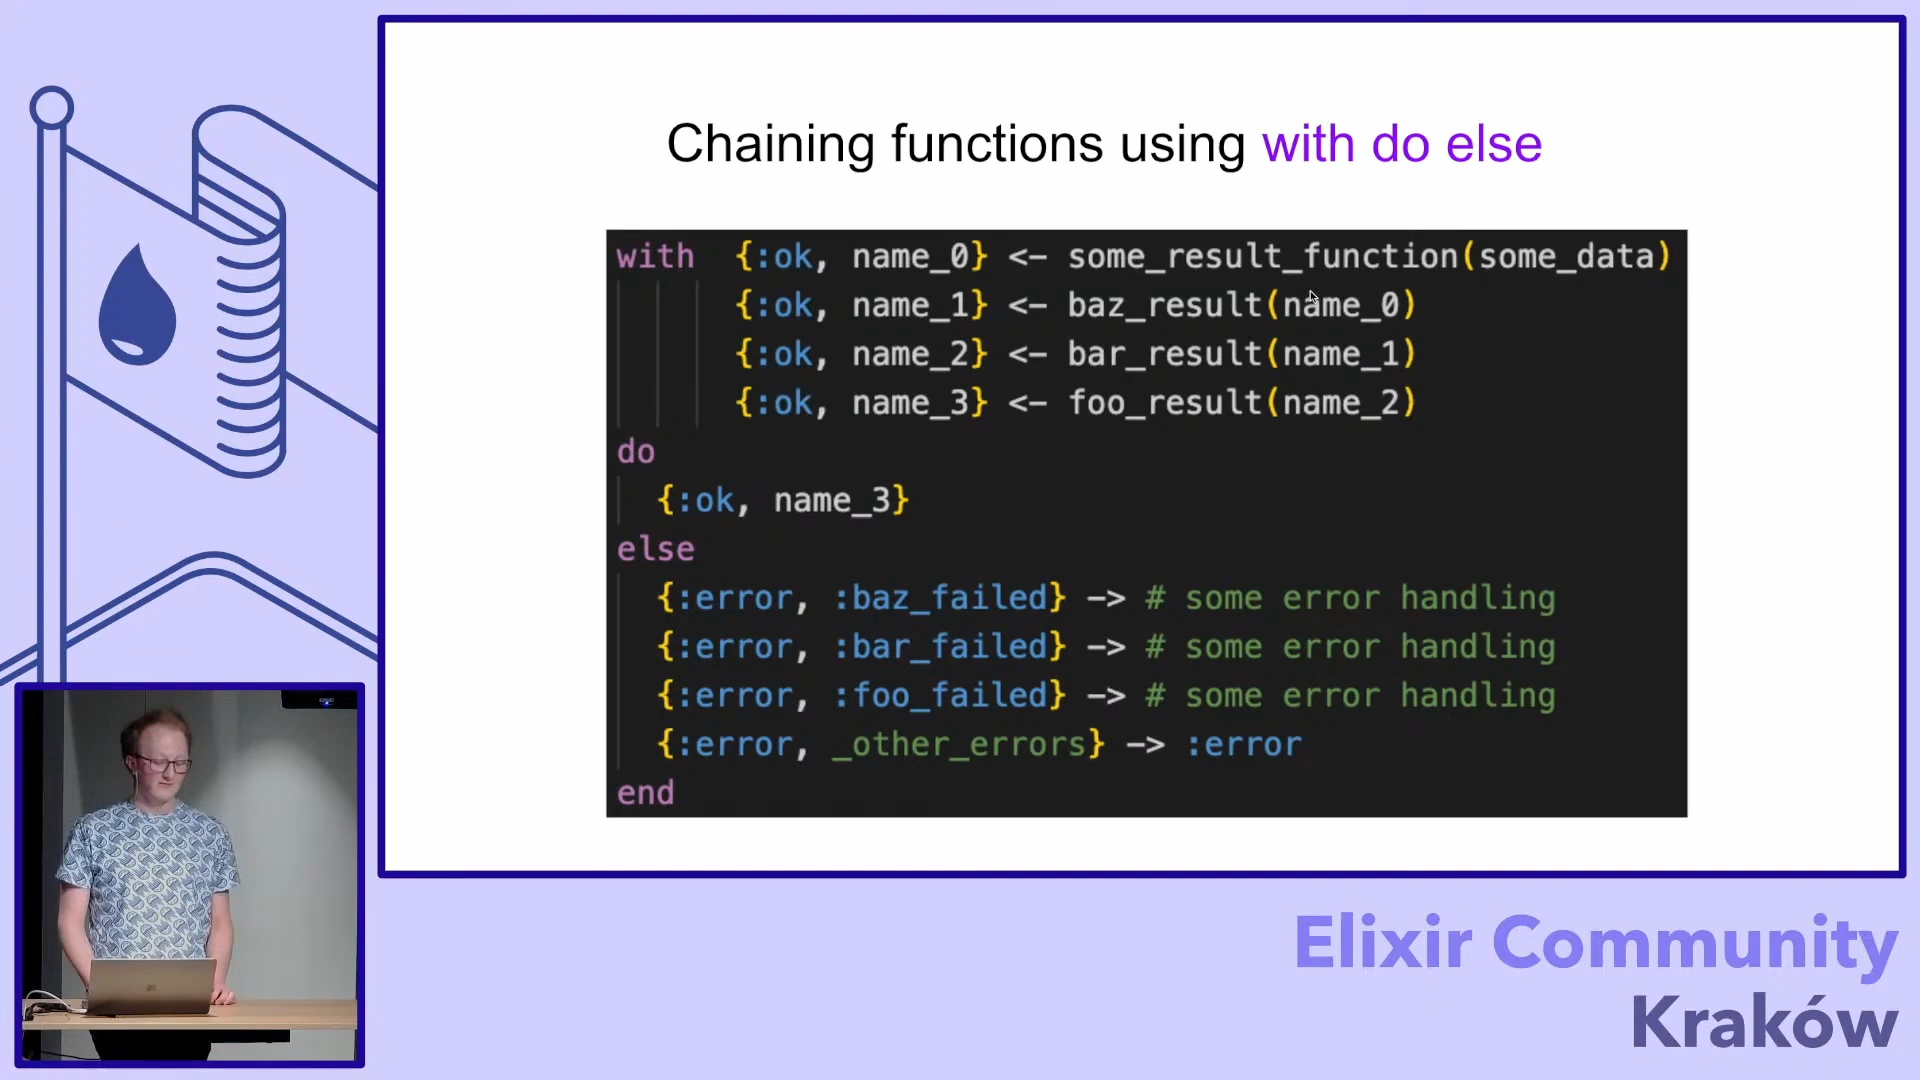 Chaining functions using with do else
with {:ok, name_0} <- some_result_function(some_data)
{:ok, name_1} <- baz_result(name_0)
{:ok, name_2} <- bar_result(name_1)
{:ok, name_3} <- foo_result(name_2)
do
{:ok, name_3}
else
{:error, :baz_failed} -> # some error handling
{:error, :bar_failed} -> # some error handling
{:error, :foo_failed} -> # some error handling
{:error, _other_errors} -> :error
end
Elixir Community
Kraków